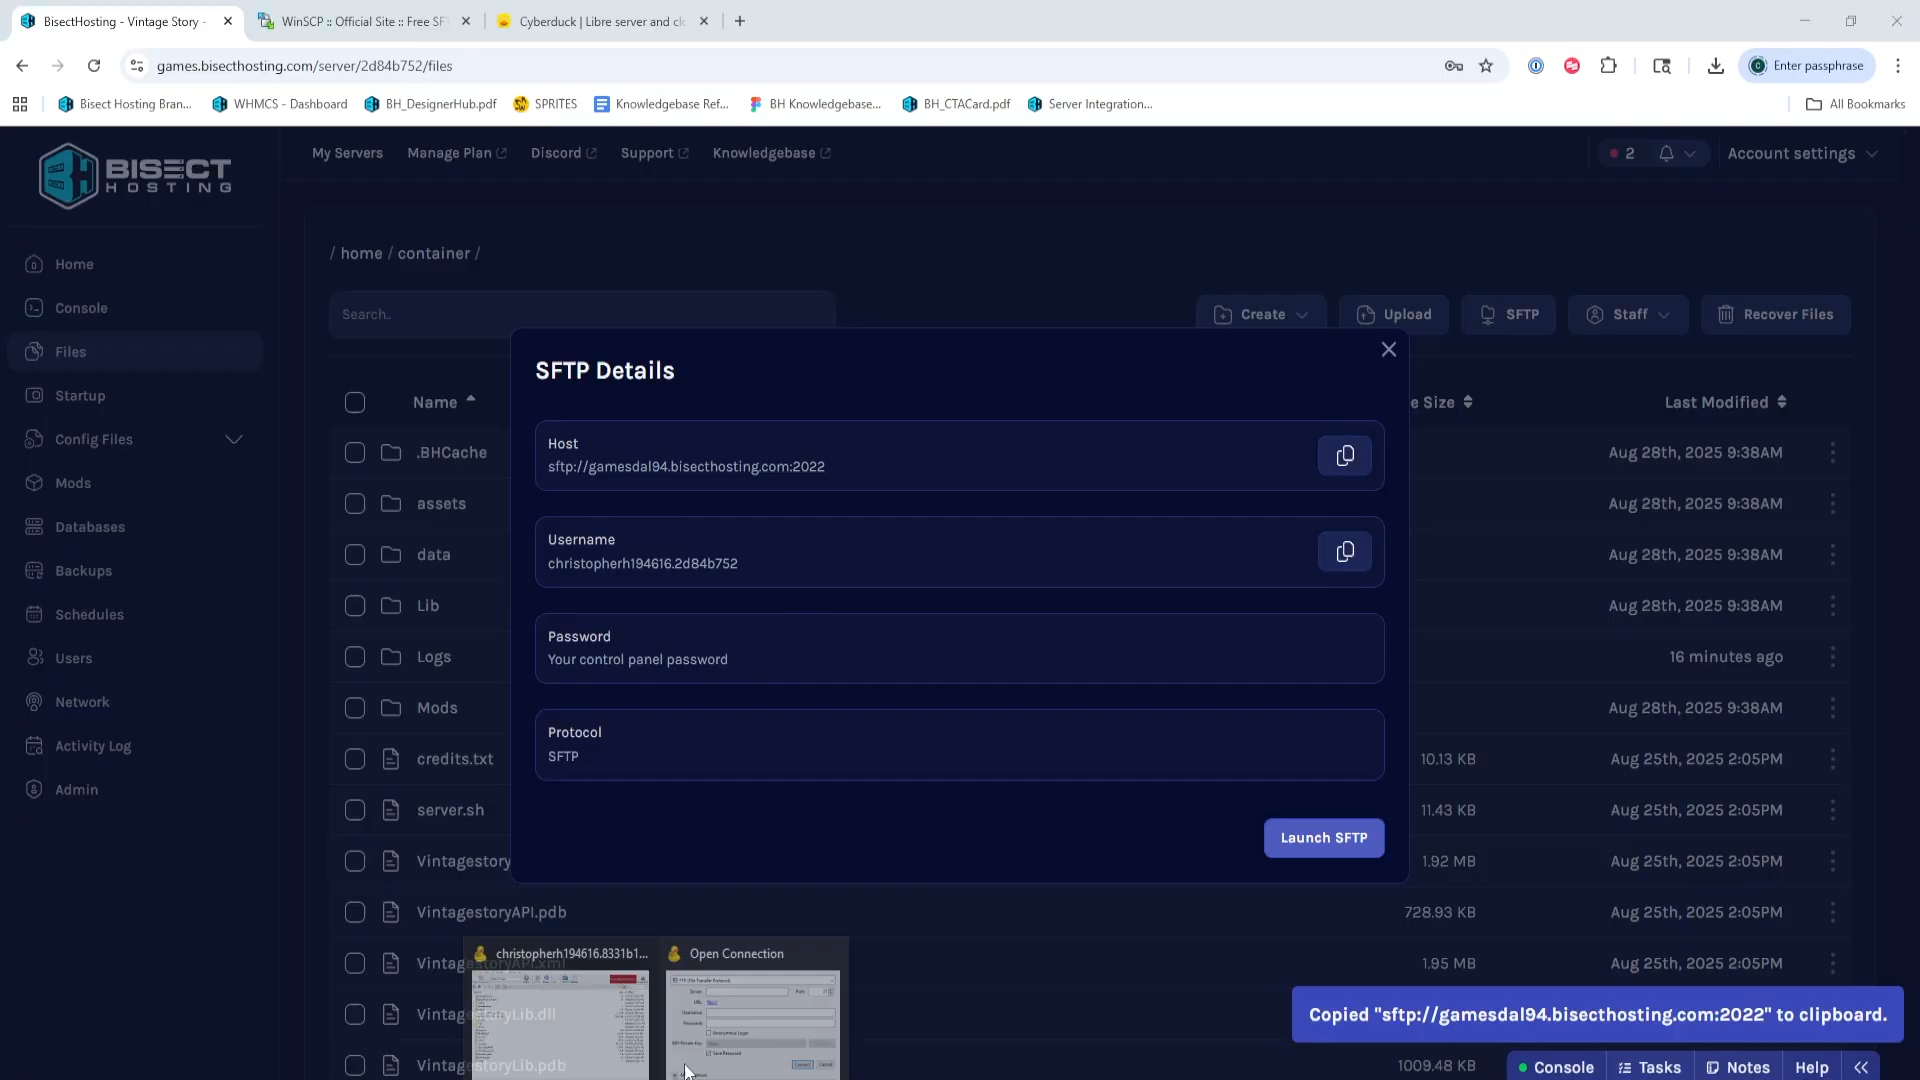 BisectHosting - Vintage Story -
WinSCP :: Official Site :: Free SF
Cyberduck | Libre server and clo
games.bisecthosting.com/server/2d84b752/files
Enter passphrase
Bisect Hosting Bran...
WHMCS - Dashboard
BH_DesignerHub.pdf
SPRITES
Knowledgebase Ref...
BH Knowledgebase...
BH_CTACard.pdf
Server Integration...
All Bookmarks
BISECT
HOSTING
My Servers
Manage Plan
Discord
Support
Knowledgebase
2
Account settings
Home
Console
Files
Startup
Config Files
Mods
Databases
Backups
Schedules
Users
Network
Activity Log
Admin
/ home / container /
Search..
Create
Upload
SFTP
Staff
Recover Files
Name
e Size
Last Modified
.BHCache
Aug 28th, 2025 9:38AM
assets
Aug 28th, 2025 9:38AM
data
Aug 28th, 2025 9:38AM
Lib
Aug 28th, 2025 9:38AM
Logs
16 minutes ago
Mods
Aug 28th, 2025 9:38AM
credits.txt
10.13 KB
Aug 25th, 2025 2:05PM
server.sh
11.43 KB
Aug 25th, 2025 2:05PM
Vintagestory
1.92 MB
Aug 25th, 2025 2:05PM
VintagestoryAPI.pdb
728.93 KB
Aug 25th, 2025 2:05PM
VintagestoryAPI.xml
1.95 MB
Aug 25th, 2025 2:05PM
VintagestoryLib.dll
VintagestoryLib.pdb
1009.48 KB
SFTP Details
Host
sftp://gamesdal94.bisecthosting.com:2022
Username
christopherh194616.2d84b752
Password
Your control panel password
Protocol
SFTP
Launch SFTP
christopherh194616.8331b1...
Open Connection
Copied "sftp://gamesdal94.bisecthosting.com:2022" to clipboard.
Console
Tasks
Notes
Help